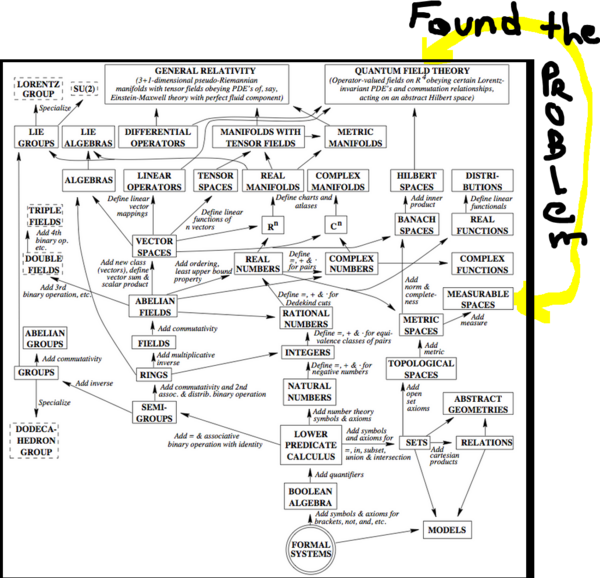 Found the
PROBLEM
GENERAL RELATIVITY
(3+1-dimensional pseudo-Riemannian
manifolds with tensor fields obeying PDE's of, say,
Einstein-Maxwell theory with perfect fluid component)
QUANTUM FIELD THEORY
(Operator-valued fields on R⁴ obeying certain Lorentz-
invariant PDE's and commutation relationships,
acting on an abstract Hilbert space)
LORENTZ
GROUP
SU(2)
Specialize
LIE
GROUPS
LIE
ALGEBRAS
DIFFERENTIAL
OPERATORS
MANIFOLDS WITH
TENSOR FIELDS
METRIC
MANIFOLDS
ALGEBRAS
LINEAR
OPERATORS
TENSOR
SPACES
REAL
MANIFOLDS
COMPLEX
MANIFOLDS
HILBERT
SPACES
DISTRI-
BUTIONS
Define linear
vector
mappings
Define linear
functions of
n vectors
Define charts and
atlases
Add inner
product
Define linear
functionals
TRIPLE
FIELDS
Rⁿ
Cⁿ
BANACH
SPACES
REAL
FUNCTIONS
Add 4th
binary op.
etc.
VECTOR
SPACES
DOUBLE
FIELDS
Add new class
(vectors), define
vector sum &
scalar product
Add ordering,
least upper bound
property
REAL
NUMBERS
Define =, + & ·
for pairs
COMPLEX
NUMBERS
COMPLEX
FUNCTIONS
Add 3rd
binary operation, etc.
Add
norm &
complete-
ness
MEASURABLE
SPACES
ABELIAN
FIELDS
Define =, + & · for
Dedekind cuts
RATIONAL
NUMBERS
METRIC
SPACES
Add
measure
ABELIAN
GROUPS
Add commutativity
FIELDS
Define =, + & · for equi-
valence classes of pairs
Add
metric
Add commutativity
Add multiplicative
inverse
INTEGERS
TOPOLOGICAL
SPACES
GROUPS
RINGS
Define =, + & · for
negative numbers
Add inverse
Add commutativity and 2nd
assoc. & distrib. binary operation
NATURAL
NUMBERS
Add
open
set
axioms
ABSTRACT
GEOMETRIES
Specialize
SEMI-
GROUPS
Add number theory
symbols & axioms
DODECA-
HEDRON
GROUP
Add = & associative
binary operation with identity
LOWER
PREDICATE
CALCULUS
Add symbols
and axioms for
=, in, subset,
union & intersection
SETS
Add
cartesian
products
RELATIONS
Add quantifiers
BOOLEAN
ALGEBRA
Add symbols & axioms for
brackets, not, and, etc.
MODELS
FORMAL
SYSTEMS